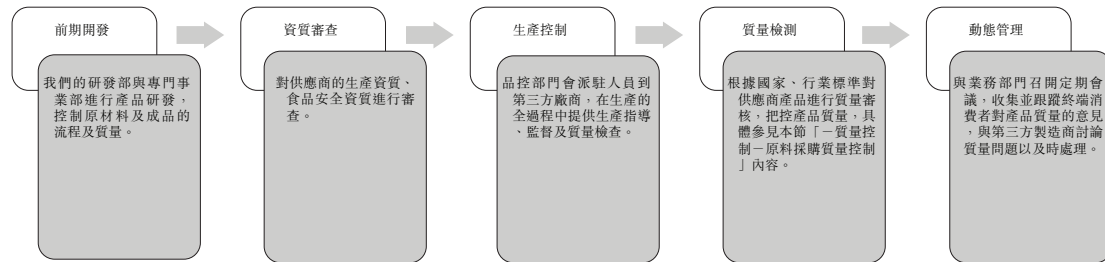 前期開發
我們的研發部與專門事
業部進行產品研發，
控制原材料及成品的
流程及質量。
資質審查
對供應商的生產資質、
食品安全資質進行審
查。
生產控制
品控部門會派駐人員到
第三方廠商，在生產的
全過程中提供生產指導
、監督及質量檢查。
質量檢測
根據國家、行業標準對
供應商產品進行質量審
核，把控產品質量，具
體參見本節「－質量控
制－原料採購質量控制
」內容。
動態管理
與業務部門召開定期會
議，收集並跟蹤終端消
費者對產品質量的意見
，與第三方製造商討論
質量問題以及時處理。